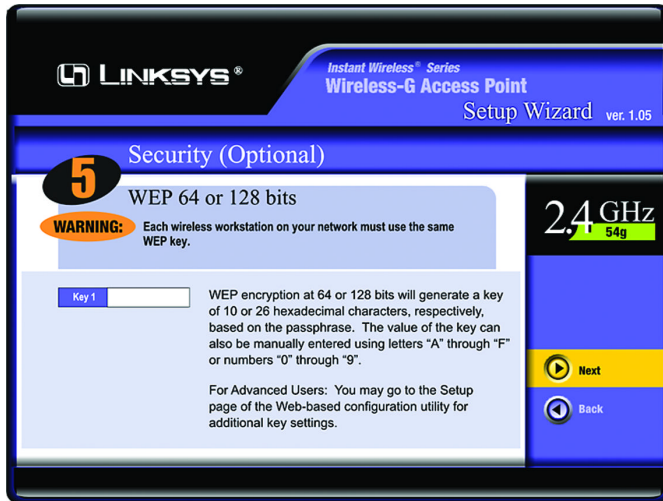 LINKSYS®
Instant Wireless® Series
Wireless-G Access Point
Setup Wizard ver. 1.05
Security (Optional)
5
WEP 64 or 128 bits
WARNING: Each wireless workstation on your network must use the same
WEP key.
2.4 GHz
54g
Key 1
WEP encryption at 64 or 128 bits will generate a key
of 10 or 26 hexadecimal characters, respectively,
based on the passphrase. The value of the key can
also be manually entered using letters “A” through “F”
or numbers “0” through “9”.
For Advanced Users: You may go to the Setup
page of the Web-based configuration utility for
additional key settings.
Next
Back